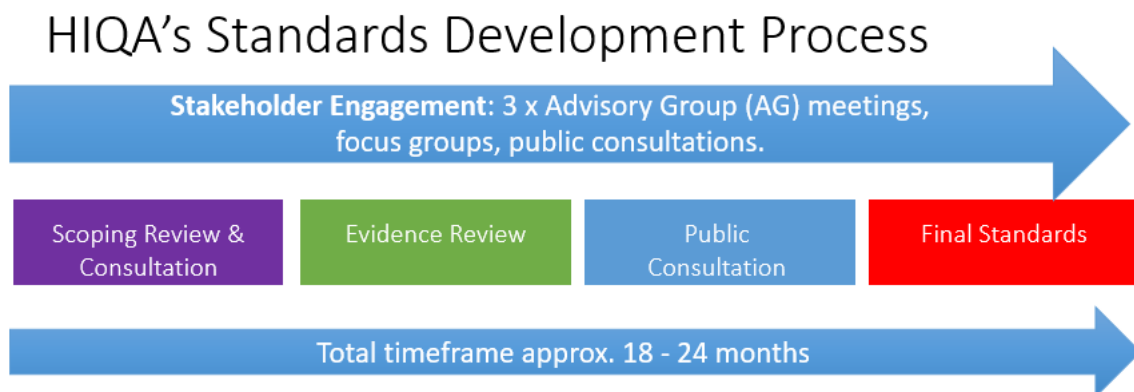 HIQA's Standards Development Process
Stakeholder Engagement: 3 x Advisory Group (AG) meetings,
focus groups, public consultations.
Scoping Review &
Consultation
Evidence Review
Public
Consultation
Final Standards
Total timeframe approx. 18 - 24 months